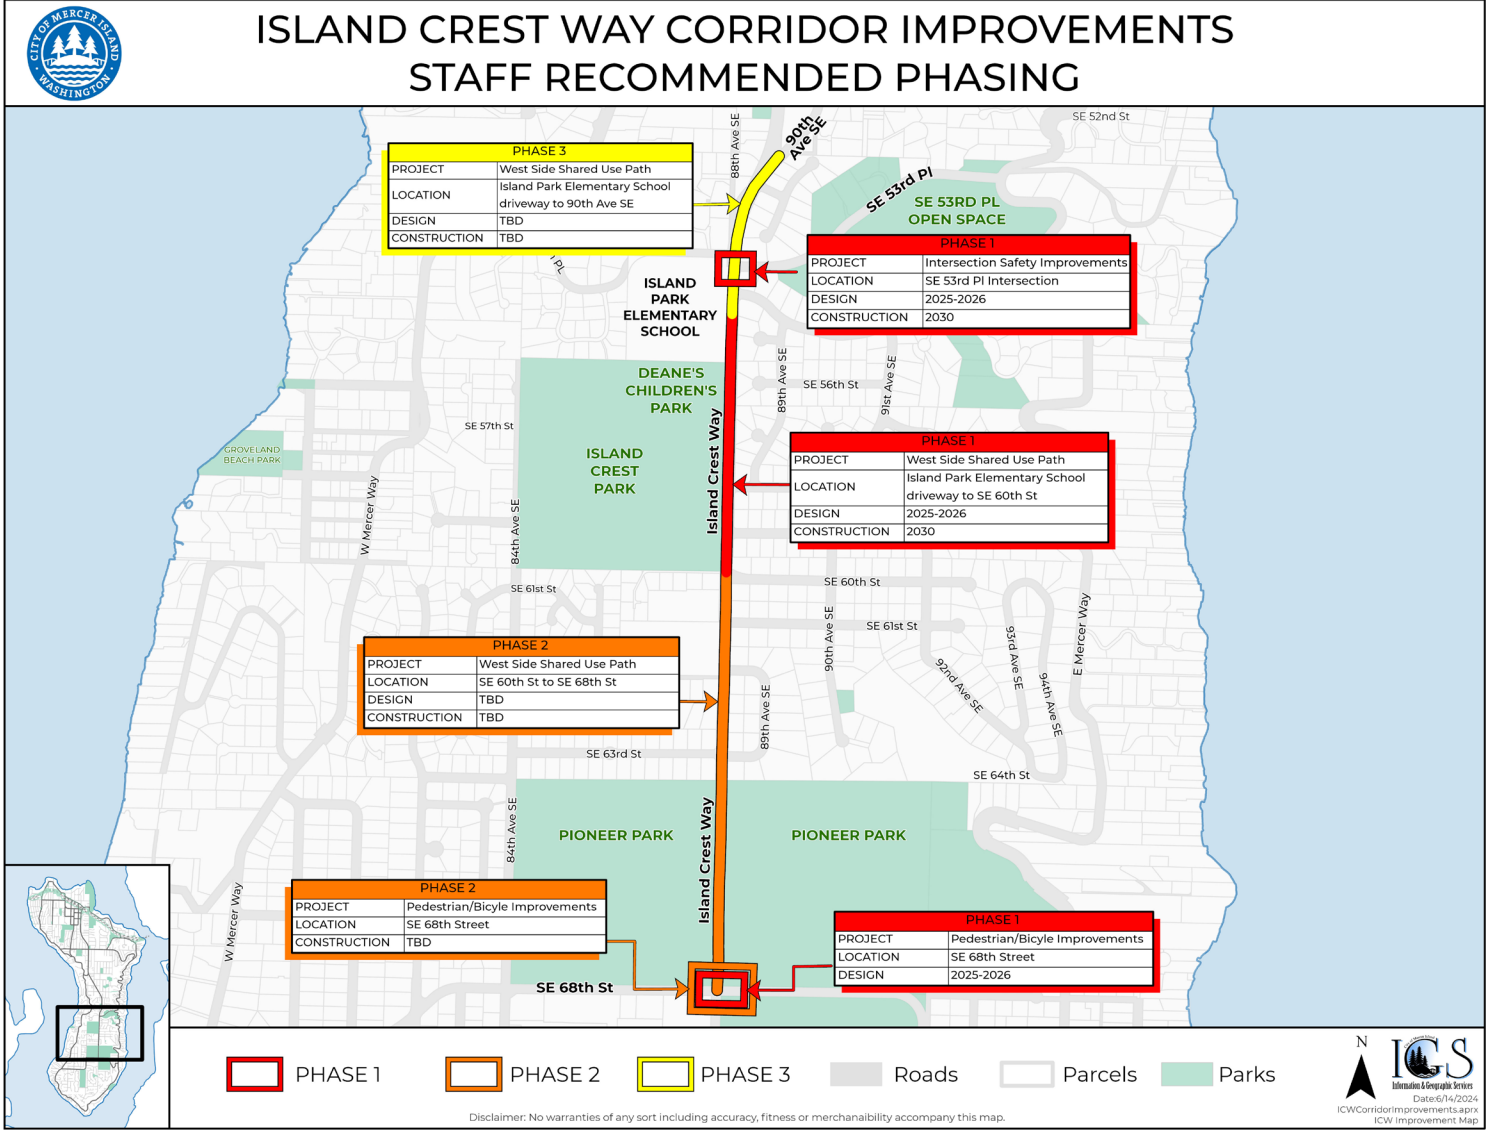 CITY OF MERCER ISLAND
WASHINGTON
ISLAND CREST WAY CORRIDOR IMPROVEMENTS
STAFF RECOMMENDED PHASING
SE 52nd St
88th Ave SE
90th
Ave SE
PHASE 3
PROJECT West Side Shared Use Path
LOCATION Island Park Elementary School
driveway to 90th Ave SE
DESIGN TBD
CONSTRUCTION TBD
SE 53rd Pl
SE 53RD PL
OPEN SPACE
PHASE 1
PROJECT Intersection Safety Improvements
LOCATION SE 53rd Pl Intersection
DESIGN 2025-2026
CONSTRUCTION 2030
PL
ISLAND
PARK
ELEMENTARY
SCHOOL
DEANE'S
CHILDREN'S
PARK
89th Ave SE
SE 56th St
91st Ave SE
SE 57th St
Island Crest Way
ISLAND
CREST
PARK
GROVELAND
BEACH PARK
W Mercer Way
84th Ave SE
PHASE 1
PROJECT West Side Shared Use Path
LOCATION Island Park Elementary School
driveway to SE 60th St
DESIGN 2025-2026
CONSTRUCTION 2030
SE 61st St
SE 60th St
SE 61st St
90th Ave SE
92nd Ave SE
93rd Ave SE
94th Ave SE
E Mercer Way
PHASE 2
PROJECT West Side Shared Use Path
LOCATION SE 60th St to SE 68th St
DESIGN TBD
CONSTRUCTION TBD
89th Ave SE
SE 63rd St
SE 64th St
84th Ave SE
PIONEER PARK
Island Crest Way
PIONEER PARK
W Mercer Way
PHASE 2
PROJECT Pedestrian/Bicyle Improvements
LOCATION SE 68th Street
CONSTRUCTION TBD
PHASE 1
PROJECT Pedestrian/Bicyle Improvements
LOCATION SE 68th Street
DESIGN 2025-2026
SE 68th St
PHASE 1
PHASE 2
PHASE 3
Roads
Parcels
Parks
N
IGS
Information & Geographic Services
Date:6/14/2024
ICWCorridorImprovements.aprx
ICW Improvement Map
Disclaimer: No warranties of any sort including accuracy, fitness or merchanaibility accompany this map.